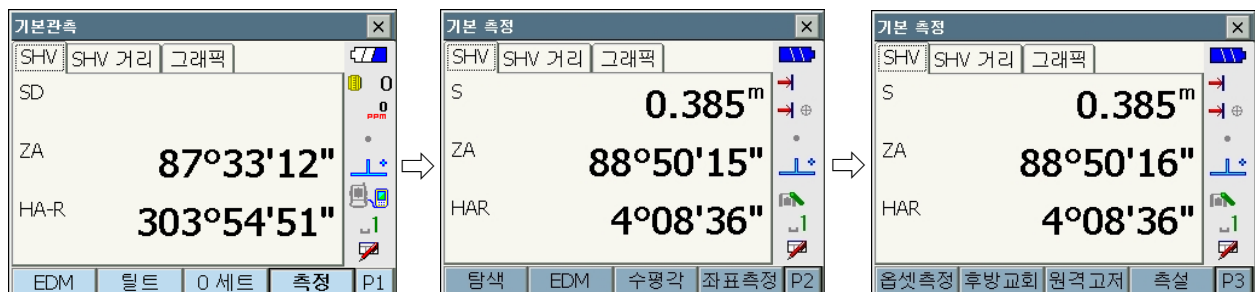 기본관측
SHV SHV 거리 그래픽
SD
0
0
PPM
ZA 87°33'12"
HA-R 303°54'51"
1
EDM 틸트 0 세트 측정 P1
기본 측정
SHV SHV 거리 그래픽
S 0.385m
ZA 88°50'15"
HAR 4°08'36"
1
탐색 EDM 수평각 좌표측정 P2
기본 측정
SHV SHV 거리 그래픽
S 0.385m
ZA 88°50'16"
HAR 4°08'36"
1
옵셋측정 후방교회 원격고저 측설 P3